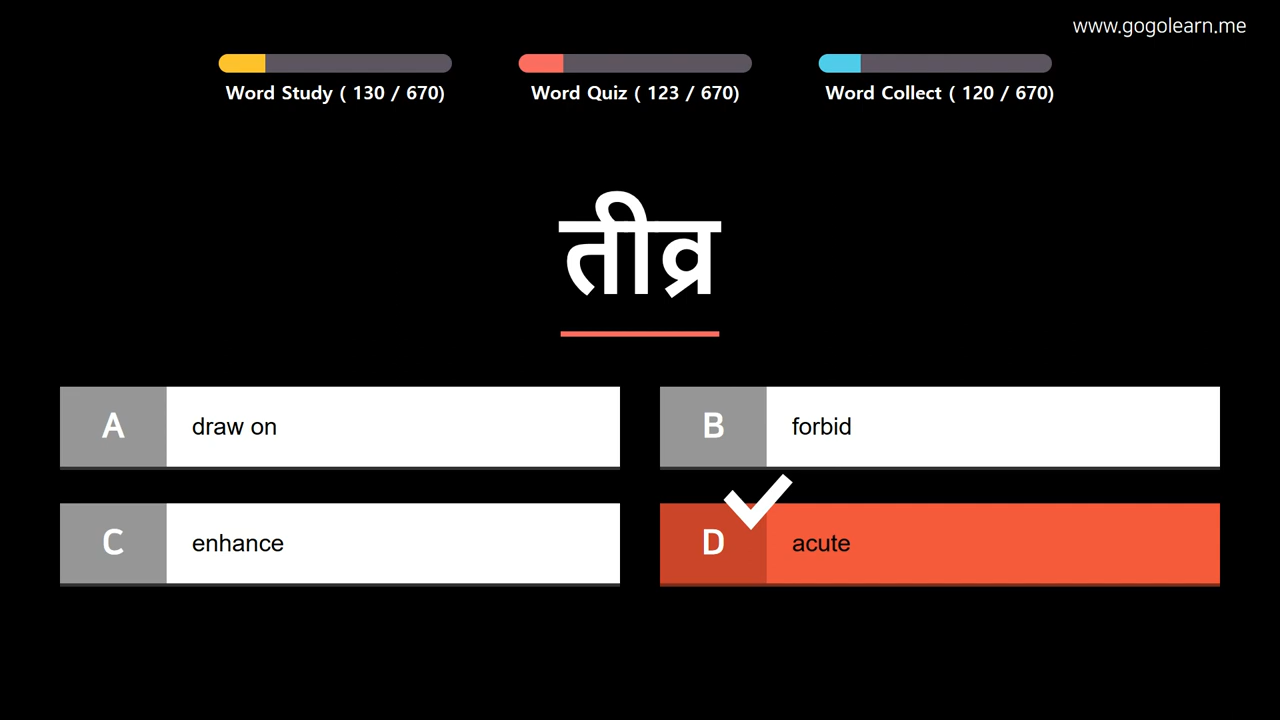 www.gogolearn.me
Word Study ( 130 / 670)
Word Quiz ( 123 / 670)
Word Collect ( 120 / 670)
तीव्र
A draw on
B forbid
C enhance
D acute